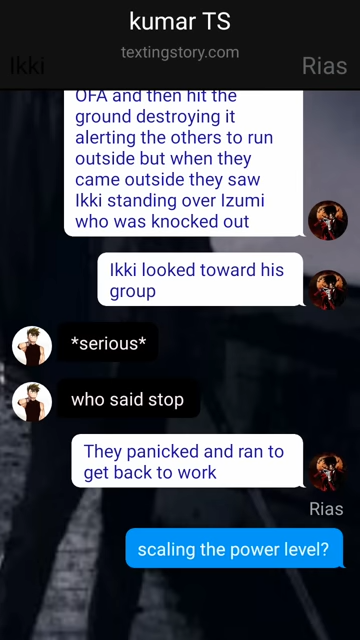 kumar TS
textingstory.com
Ikki
Rias
OFA and then hit the
ground destroying it
alerting the others to run
outside but when they
came outside they saw
Ikki standing over Izumi
who was knocked out
Ikki looked toward his
group
*serious*
who said stop
They panicked and ran to
get back to work
Rias
scaling the power level?